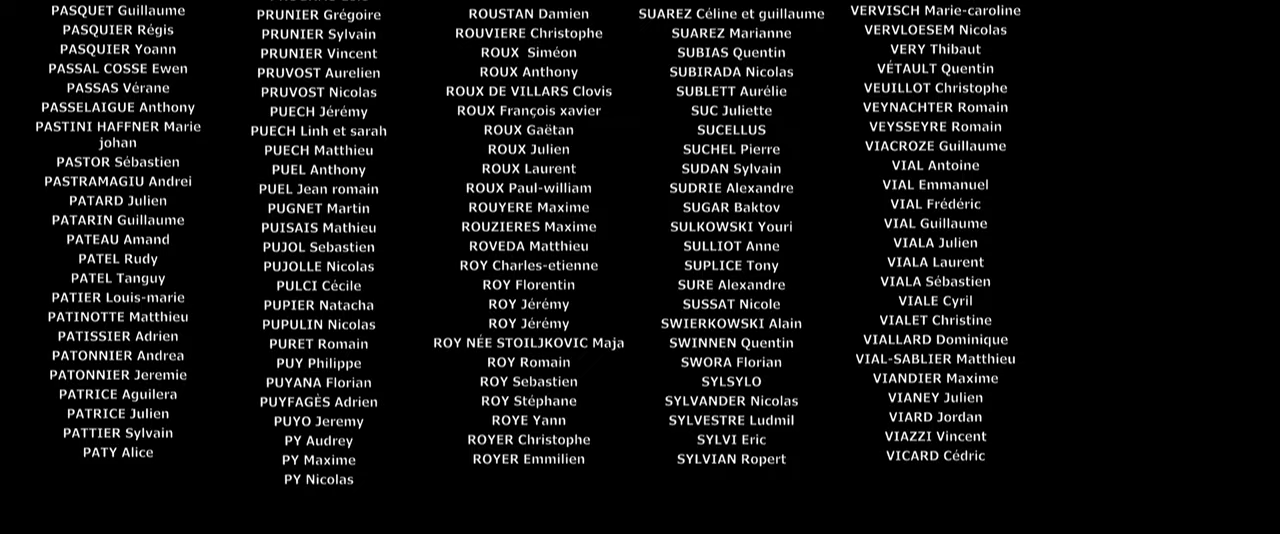 PASQUET Guillaume
PASQUIER Régis
PASQUIER Yoann
PASSAL COSSE Ewen
PASSAS Vérane
PASSELAIGUE Anthony
PASTINI HAFFNER Marie
johan
PASTOR Sébastien
PASTRAMAGIU Andrei
PATARD Julien
PATARIN Guillaume
PATEAU Amand
PATEL Rudy
PATEL Tanguy
PATIER Louis-marie
PATINOTTE Matthieu
PATISSIER Adrien
PATONNIER Andrea
PATONNIER Jeremie
PATRICE Aguilera
PATRICE Julien
PATTIER Sylvain
PATY Alice
PRUNIER Grégoire
PRUNIER Sylvain
PRUNIER Vincent
PRUVOST Aurelien
PRUVOST Nicolas
PUECH Jérémy
PUECH Linh et sarah
PUECH Matthieu
PUEL Anthony
PUEL Jean romain
PUGNET Martin
PUISAIS Mathieu
PUJOL Sebastien
PUJOLLE Nicolas
PULCI Cécile
PUPIER Natacha
PUPULIN Nicolas
PURET Romain
PUY Philippe
PUYANA Florian
PUYFAGÈS Adrien
PUYO Jeremy
PY Audrey
PY Maxime
PY Nicolas
ROUSTAN Damien
ROUVIERE Christophe
ROUX Siméon
ROUX Anthony
ROUX DE VILLARS Clovis
ROUX François xavier
ROUX Gaëtan
ROUX Julien
ROUX Laurent
ROUX Paul-william
ROUYERE Maxime
ROUZIERES Maxime
ROVEDA Matthieu
ROY Charles-etienne
ROY Florentin
ROY Jérémy
ROY Jérémy
ROY NÉE STOILJKOVIC Maja
ROY Romain
ROY Sebastien
ROY Stéphane
ROYE Yann
ROYER Christophe
ROYER Emmilien
SUAREZ Céline et guillaume
SUAREZ Marianne
SUBIAS Quentin
SUBIRADA Nicolas
SUBLETT Aurélie
SUC Juliette
SUCELLUS
SUCHEL Pierre
SUDAN Sylvain
SUDRIE Alexandre
SUGAR Baktov
SULKOWSKI Youri
SULLIOT Anne
SUPLICE Tony
SURE Alexandre
SUSSAT Nicole
SWIERKOWSKI Alain
SWINNEN Quentin
SWORA Florian
SYLSYLO
SYLVANDER Nicolas
SYLVESTRE Ludmil
SYLVI Eric
SYLVIAN Ropert
VERVISCH Marie-caroline
VERVLOESEM Nicolas
VERY Thibaut
VÉTAULT Quentin
VEUILLOT Christophe
VEYNACHTER Romain
VEYSSEYRE Romain
VIACROZE Guillaume
VIAL Antoine
VIAL Emmanuel
VIAL Frédéric
VIAL Guillaume
VIALA Julien
VIALA Laurent
VIALA Sébastien
VIALE Cyril
VIALET Christine
VIALLARD Dominique
VIAL-SABLIER Matthieu
VIANDIER Maxime
VIANEY Julien
VIARD Jordan
VIAZZI Vincent
VICARD Cédric